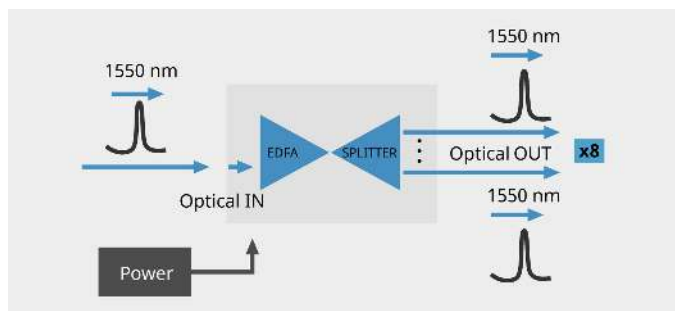 1550 nm
1550 nm
EDFA
SPLITTER
Optical OUT
x8
Optical IN
1550 nm
Power